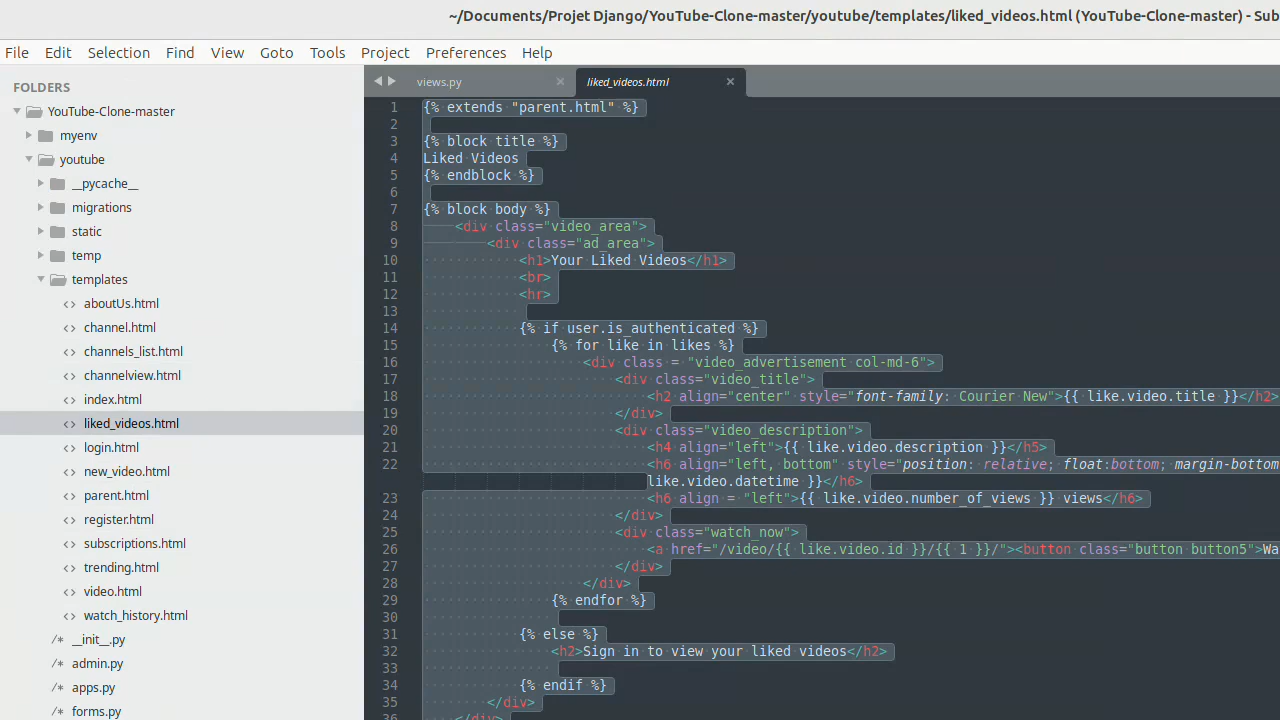 ~/Documents/Projet Django/YouTube-Clone-master/youtube/templates/liked_videos.html (YouTube-Clone-master) - Sub
File Edit Selection Find View Goto Tools Project Preferences Help
FOLDERS
YouTube-Clone-master
myenv
youtube
__pycache__
migrations
static
temp
templates
aboutUs.html
channel.html
channels_list.html
channelview.html
index.html
liked_videos.html
login.html
new_video.html
parent.html
register.html
subscriptions.html
trending.html
video.html
watch_history.html
__init__.py
admin.py
apps.py
forms.py
views.py liked_videos.html
1 {% extends "parent.html" %}
2
3 {% block title %}
4 Liked Videos
5 {% endblock %}
6
7 {% block body %}
8 <div class="video_area">
9 <div class="ad_area">
10 <h1>Your Liked Videos</h1>
11 <br>
12 <hr>
13
14 {% if user.is_authenticated %}
15 {% for like in likes %}
16 <div class = "video_advertisement col-md-6">
17 <div class="video_title">
18 <h2 align="center" style="font-family: Courier New">{{ like.video.title }}</h2>
19 </div>
20 <div class="video_description">
21 <h4 align="left">{{ like.video.description }}</h5>
22 <h6 align="left, bottom" style="position: relative; float:bottom; margin-bottom
like.video.datetime }}</h6>
23 <h6 align = "left">{{ like.video.number_of_views }} views</h6>
24 </div>
25 <div class="watch_now">
26 <a href="/video/{{ like.video.id }}/{{ 1 }}/"><button class="button button5">Wa
27 </div>
28 </div>
29 {% endfor %}
30
31 {% else %}
32 <h2>Sign in to view your liked videos</h2>
33
34 {% endif %}
35 </div>
36 </div>